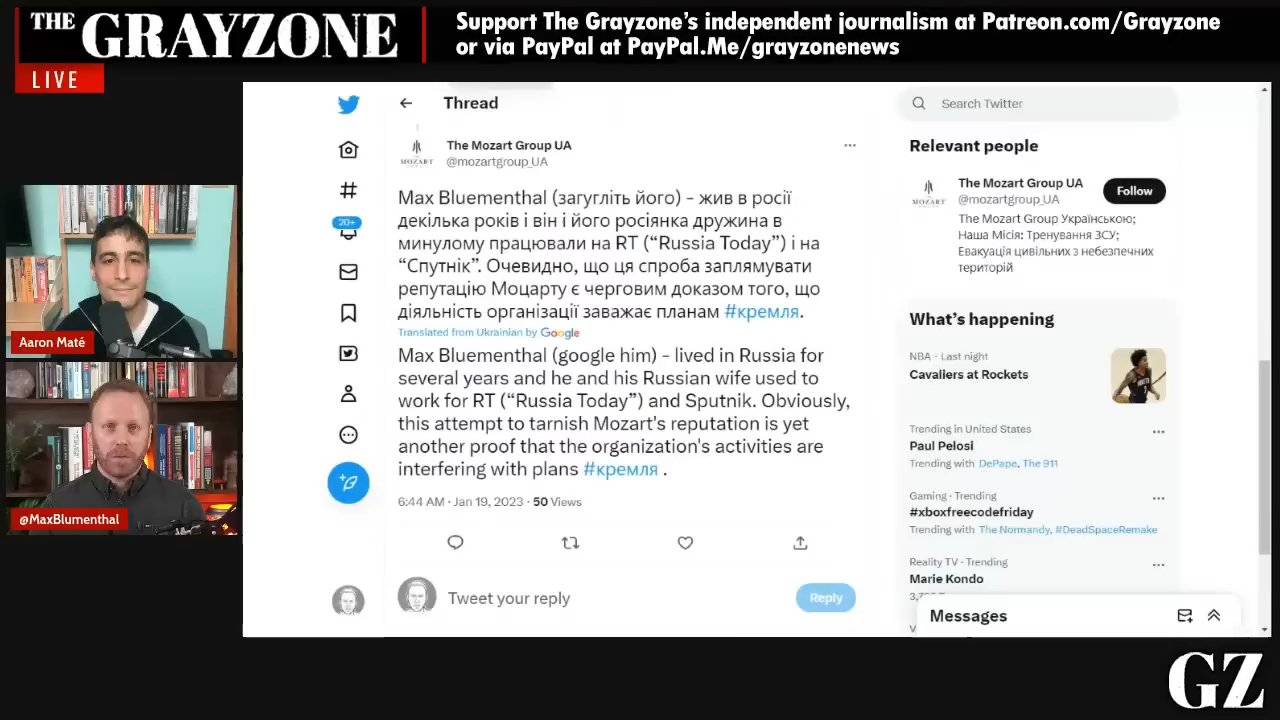 THE GRAYZONE
LIVE
Support The Grayzone's independent journalism at Patreon.com/Grayzone
or via PayPal at PayPal.Me/grayzonenews
Aaron Maté
@MaxBlumenthal
20+
Thread
The Mozart Group UA
@mozartgroup_UA
MOZART
Max Bluementhal (загугліть його) – жив в росії
декілька років і він і його росіянка дружина в
минулому працювали на RT (“Russia Today”) і на
“Спутнік”. Очевидно, що ця спроба заплямувати
репутацію Моцарту є черговим доказом того, що
діяльність організації заважає планам #кремля.
Translated from Ukrainian by Google
Max Bluementhal (google him) – lived in Russia for
several years and he and his Russian wife used to
work for RT (“Russia Today”) and Sputnik. Obviously,
this attempt to tarnish Mozart's reputation is yet
another proof that the organization's activities are
interfering with plans #кремля .
6:44 AM · Jan 19, 2023 · 50 Views
Tweet your reply
Reply
Search Twitter
Relevant people
The Mozart Group UA
@mozartgroup_UA
Follow
MOZART
The Mozart Group Українською;
Наша Місія: Тренування ЗСУ;
Евакуація цивільних з небезпечних
територій
What's happening
NBA · Last night
Cavaliers at Rockets
Trending in United States
Paul Pelosi
Trending with DePape, The 911
Gaming · Trending
#xboxfreecodefriday
Trending with The Normandy, #DeadSpaceRemake
Reality TV · Trending
Marie Kondo
Messages
GZ